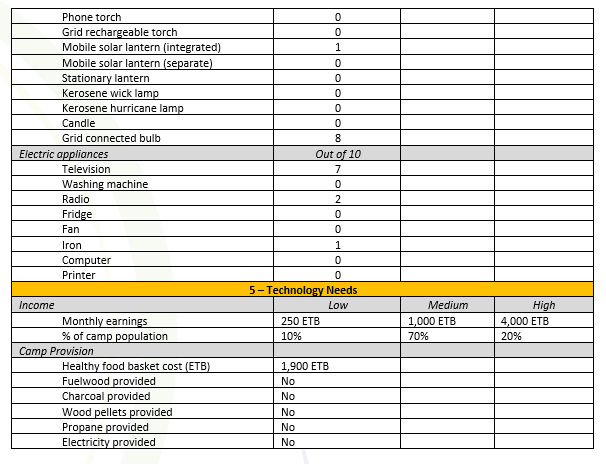 Phone torch 0
Grid rechargeable torch 0
Mobile solar lantern (integrated) 1
Mobile solar lantern (separate) 0
Stationary lantern 0
Kerosene wick lamp 0
Kerosene hurricane lamp 0
Candle 0
Grid connected bulb 8
Electric appliances Out of 10
Television 7
Washing machine 0
Radio 2
Fridge 0
Fan 0
Iron 1
Computer 0
Printer 0
5 – Technology Needs
Income Low Medium High
Monthly earnings 250 ETB 1,000 ETB 4,000 ETB
% of camp population 10% 70% 20%
Camp Provision
Healthy food basket cost (ETB) 1,900 ETB
Fuelwood provided No
Charcoal provided No
Wood pellets provided No
Propane provided No
Electricity provided No